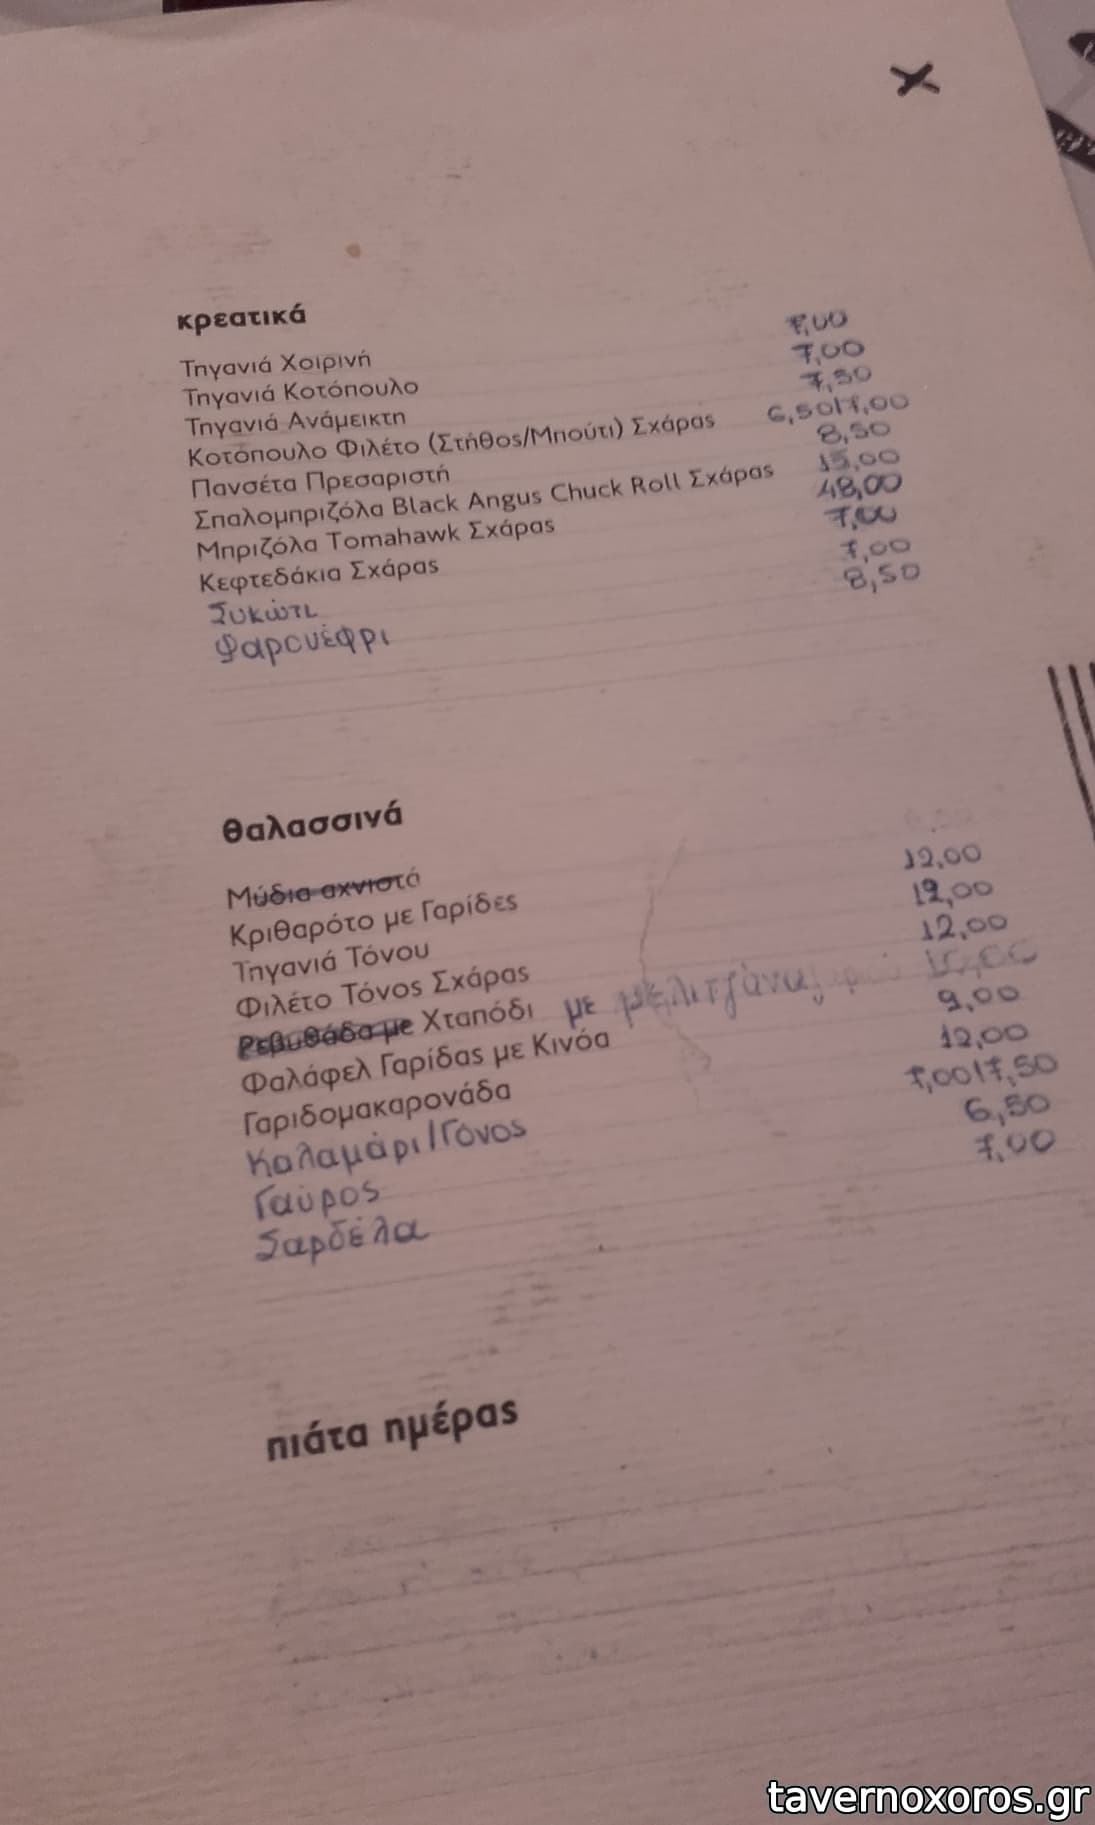 κρεατικά
Τηγανιά Χοιρινή 7,00
Τηγανιά Κοτόπουλο 7,00
Τηγανιά Ανάμεικτη 7,50
Κοτόπουλο Φιλέτο (Στήθος/Μπούτι) Σχάρας 6,50/7,00
Πανσέτα Πρεσαριστή 8,50
Σπαλομπριζόλα Black Angus Chuck Roll Σχάρας 15,00
Μπριζόλα Tomahawk Σχάρας 48,00
Κεφτεδάκια Σχάρας 7,00
Συκώτι 7,00
Ψαρονέφρι 8,50
θαλασσινά
Μύδια αχνιστά
Κριθαρότο με Γαρίδες 12,00
Τηγανιά Τόνου 12,00
Φιλέτο Τόνος Σχάρας 12,00
Ρεβυθάδα με Χταπόδι με μελιτζάνα
Φαλάφελ Γαρίδας με Κινόα 9,00
Γαριδομακαρονάδα 12,00
Καλαμάρι/Γόνος 7,00/7,50
Γαύρος 6,50
Σαρδέλα 7,00
πιάτα ημέρας
tavernoxoros.gr